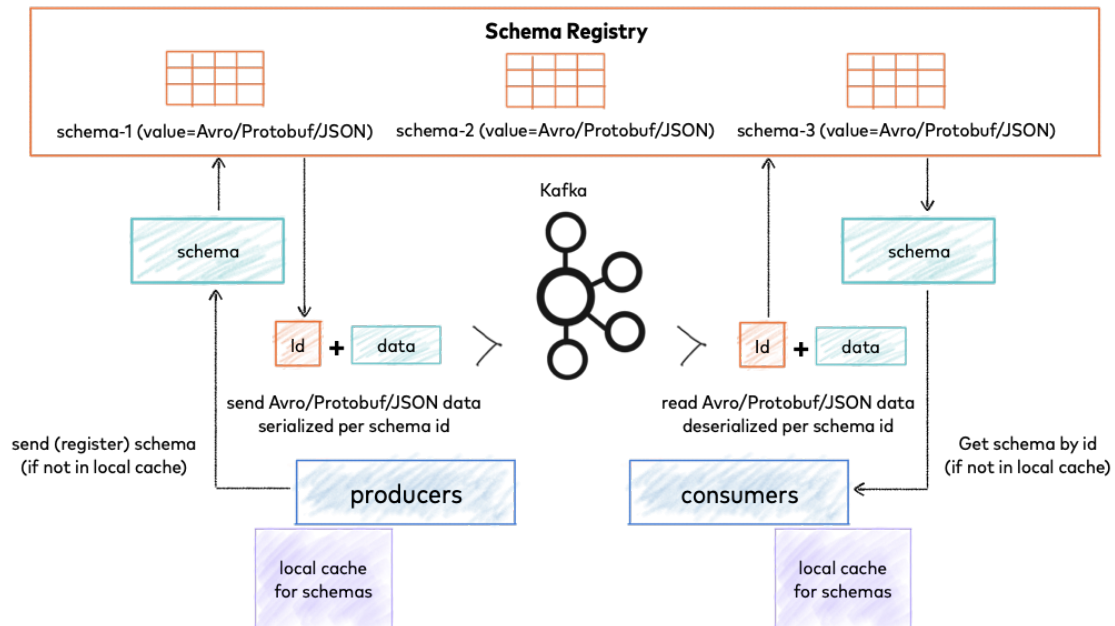 Schema Registry
schema-1 (value=Avro/Protobuf/JSON)
schema-2 (value=Avro/Protobuf/JSON)
schema-3 (value=Avro/Protobuf/JSON)
Kafka
schema
schema
Id + data
Id + data
send Avro/Protobuf/JSON data
serialized per schema id
read Avro/Protobuf/JSON data
deserialized per schema id
send (register) schema
(if not in local cache)
Get schema by id
(if not in local cache)
producers
consumers
local cache
for schemas
local cache
for schemas